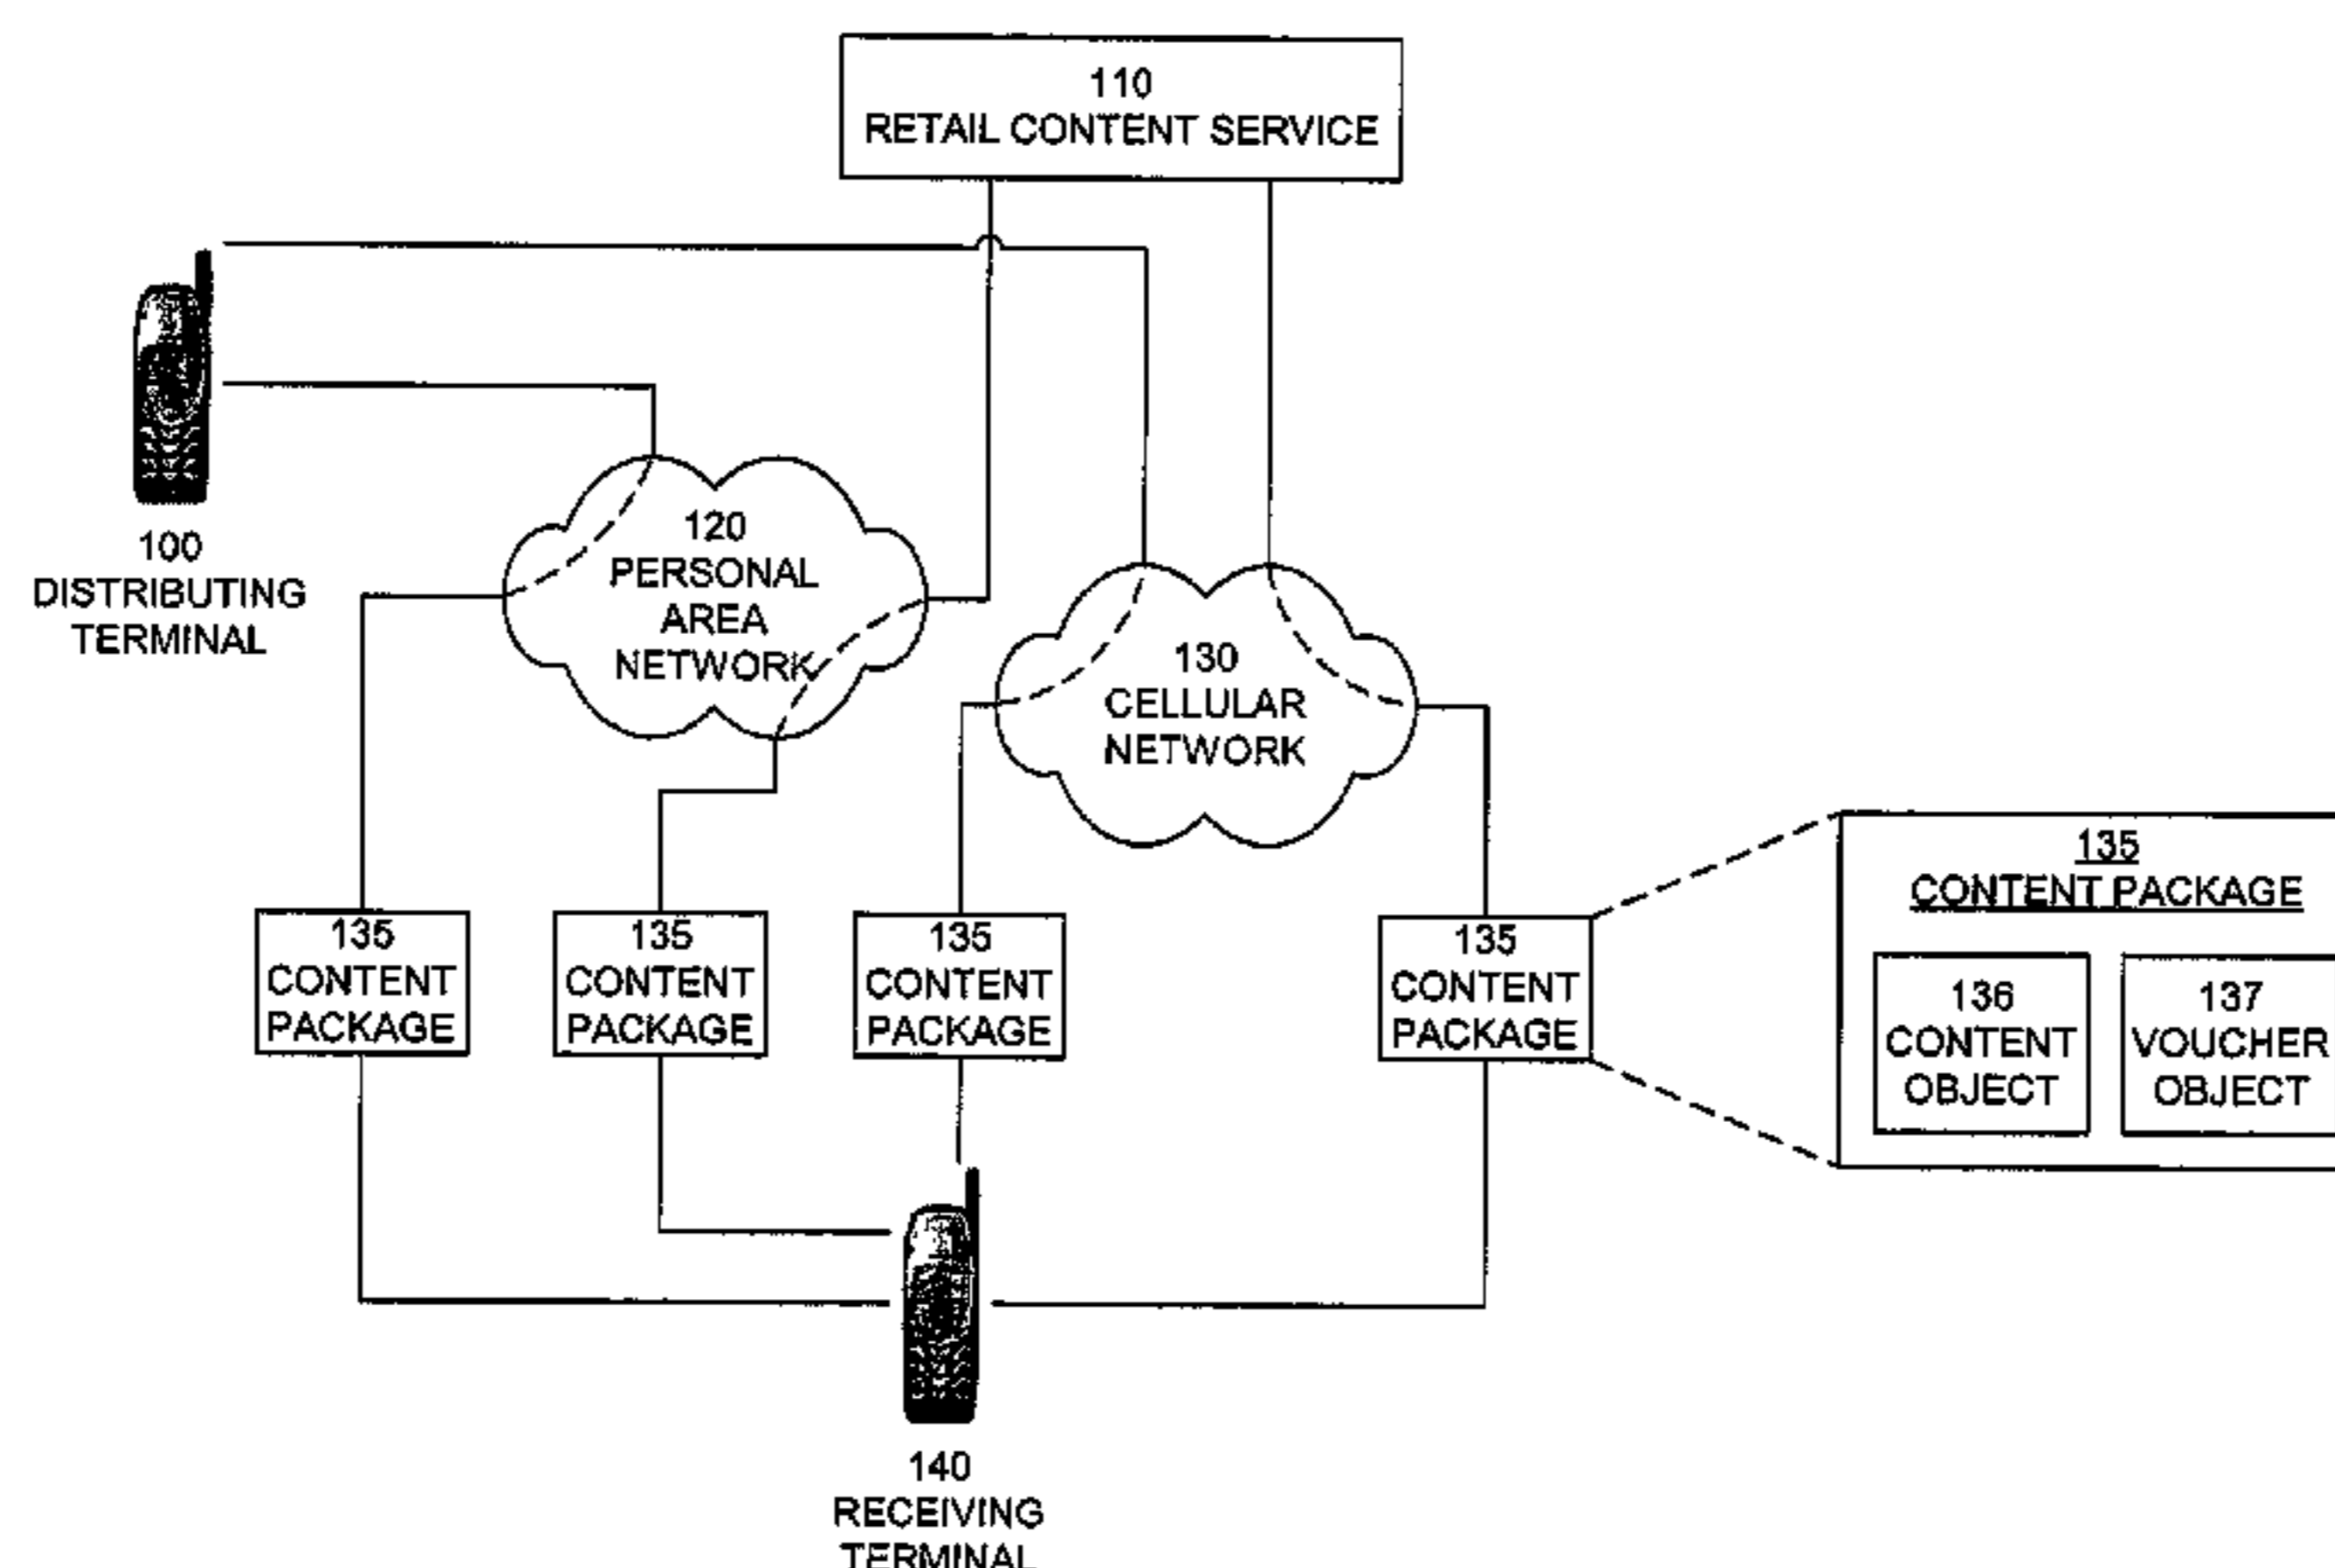 110
RETAIL CONTENT SERVICE
100
DISTRIBUTING
TERMINAL
120
PERSONAL
AREA
NETWORK
130
CELLULAR
NETWORK
135
CONTENT
PACKAGE
135
CONTENT
PACKAGE
135
CONTENT
PACKAGE
135
CONTENT
PACKAGE
135
CONTENT PACKAGE
136
CONTENT
OBJECT
137
VOUCHER
OBJECT
140
RECEIVING
TERMINAL